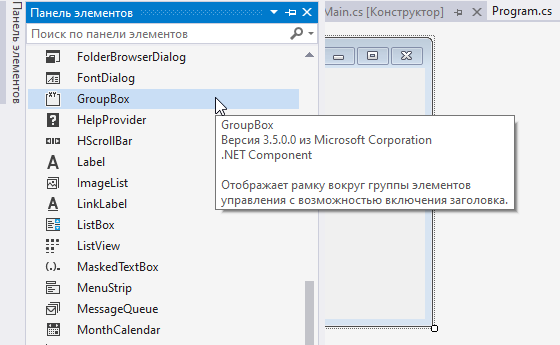 Панель элементов
Панель элементов
Main.cs [Конструктор]
Program.cs
Поиск по панели элементов
FolderBrowserDialog
FontDialog
GroupBox
HelpProvider
HScrollBar
Label
ImageList
LinkLabel
ListBox
ListView
MaskedTextBox
MenuStrip
MessageQueue
MonthCalendar
GroupBox
Версия 3.5.0.0 из Microsoft Corporation
.NET Component
Отображает рамку вокруг группы элементов
управления с возможностью включения заголовка.